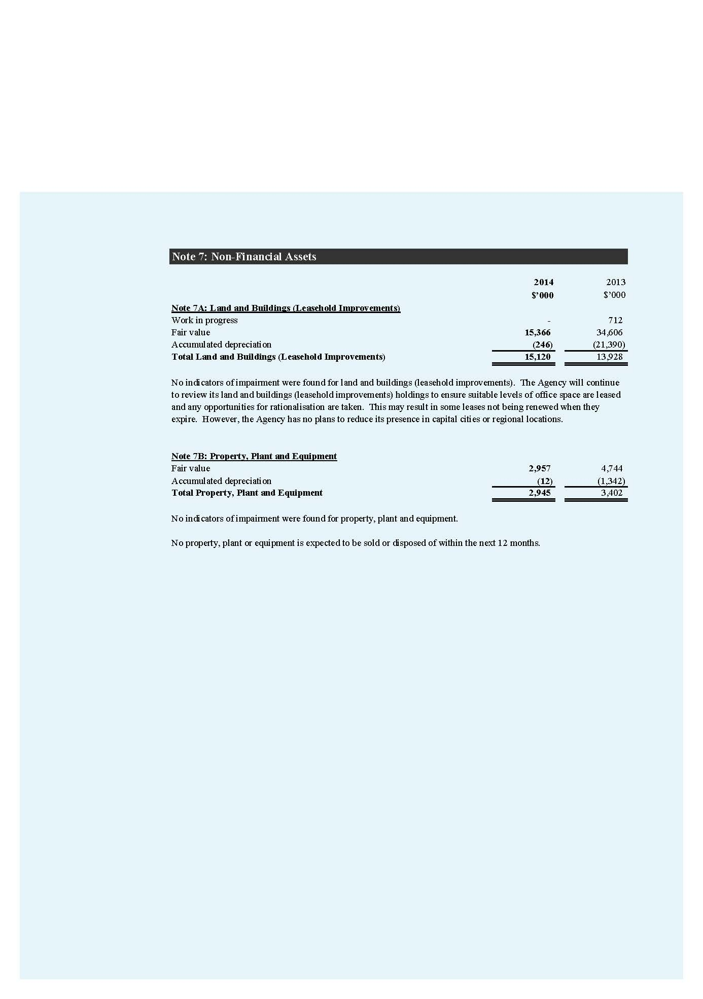 Note 7: Non-Financial Assets
2014 2013
$’000 $’000
Note 7A: Land and Buildings (Leasehold Improvements)
Work in progress - 712
Fair value 15,366 34,606
Accumulated depreciation (246) (21,390)
Total Land and Buildings (Leasehold Improvements) 15,120 13,928
No indicators of impairment were found for land and buildings (leasehold improvements). The Agency will continue
to review its land and buildings (leasehold improvements) holdings to ensure suitable levels of office space are leased
and any opportunities for rationalisation are taken. This may result in some leases not being renewed when they
expire. However, the Agency has no plans to reduce its presence in capital cities or regional locations.
Note 7B: Property, Plant and Equipment
Fair value 2,957 4,744
Accumulated depreciation (12) (1,342)
Total Property, Plant and Equipment 2,945 3,402
No indicators of impairment were found for property, plant and equipment.
No property, plant or equipment is expected to be sold or disposed of within the next 12 months.